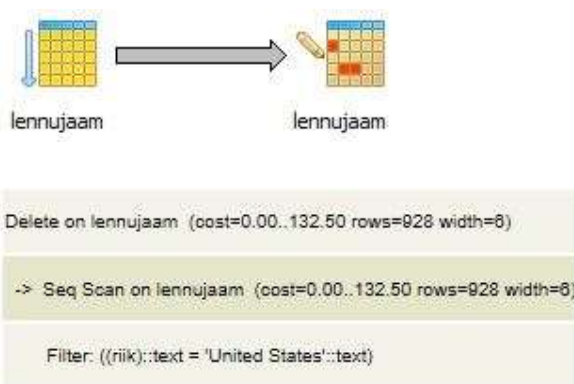 lennujaam lennujaam
Delete on lennujaam (cost=0.00..132.50 rows=928 width=6)
-> Seq Scan on lennujaam (cost=0.00..132.50 rows=928 width=6)
Filter: ((riik)::text = 'United States'::text)